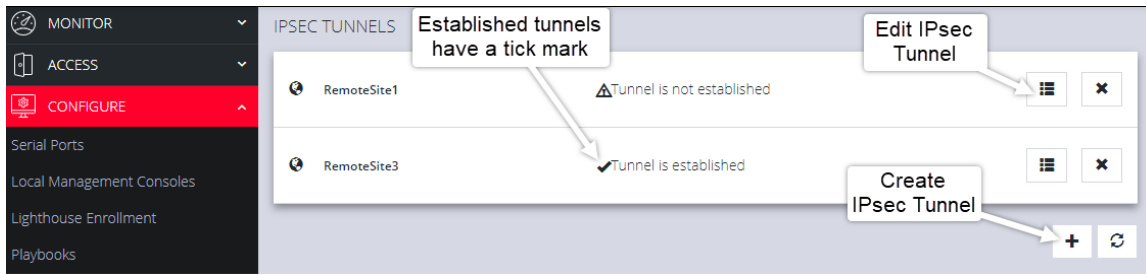 MONITOR
ACCESS
CONFIGURE
Serial Ports
Local Management Consoles
Lighthouse Enrollment
Playbooks
IPSEC TUNNELS
Established tunnels
have a tick mark
Edit IPsec
Tunnel
RemoteSite1
Tunnel is not established
RemoteSite3
Tunnel is established
Create
IPsec Tunnel